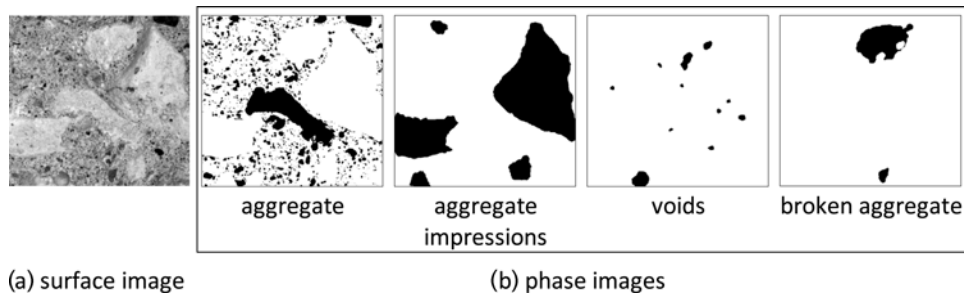 aggregate
aggregate
impressions
voids
broken aggregate
(a) surface image
(b) phase images